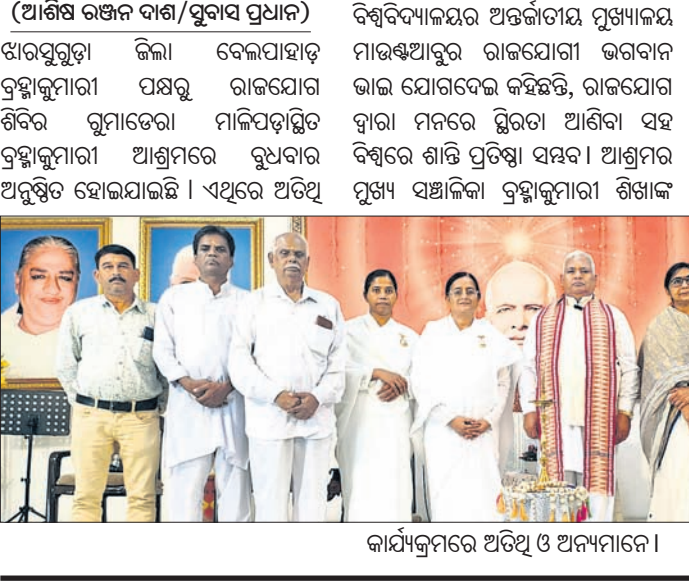 (ଆଶିଷ ରଞ୍ଜନ ଦାଶ/ସୁବାସ ପ୍ରଧାନ)
ଝାରସୁଗୁଡ଼ା ଜିଲା ବେଲପାହାଡ଼
ବ୍ରହ୍ମାକୁମାରୀ ପକ୍ଷରୁ ରାଜଯୋଗ
ଶିବିର ଗୁମାଡେରା ମାଳିପଡ଼ାସ୍ଥିତ
ବ୍ରହ୍ମାକୁମାରୀ ଆଶ୍ରମରେ ବୁଧବାର
ଅନୁଷ୍ଠିତ ହୋଇଯାଇଛି । ଏଥିରେ ଅତିଥି
ବିଶ୍ୱବିଦ୍ୟାଳୟର ଅନ୍ତର୍ଜାତୀୟ ମୁଖ୍ୟାଳୟ
ମାଉଣ୍ଟଆବୁର ରାଜଯୋଗୀ ଭଗବାନ
ଭାଇ ଯୋଗଦେଇ କହିଛନ୍ତି, ରାଜଯୋଗ
ଦ୍ୱାରା ମନରେ ସ୍ଥିରତା ଆଣିବା ସହ
ବିଶ୍ୱରେ ଶାନ୍ତି ପ୍ରତିଷ୍ଠା ସମ୍ଭବ। ଆଶ୍ରମର
ମୁଖ୍ୟ ସଞ୍ଚାଳିକା ବ୍ରହ୍ମାକୁମାରୀ ଶିଖାଙ୍କ
କାର୍ଯ୍ୟକ୍ରମରେ ଅତିଥି ଓ ଅନ୍ୟମାନେ।